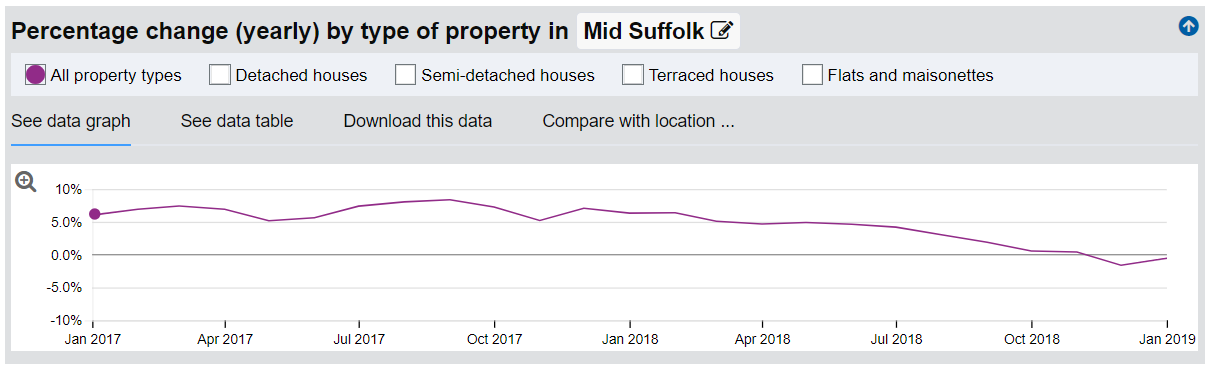 Percentage change (yearly) by type of property in Mid Suffolk
All property types Detached houses Semi-detached houses Terraced houses Flats and maisonettes
See data graph See data table Download this data Compare with location ...
10%
5.0%
0.0%
-5.0%
-10%
Jan 2017 Apr 2017 Jul 2017 Oct 2017 Jan 2018 Apr 2018 Jul 2018 Oct 2018 Jan 2019